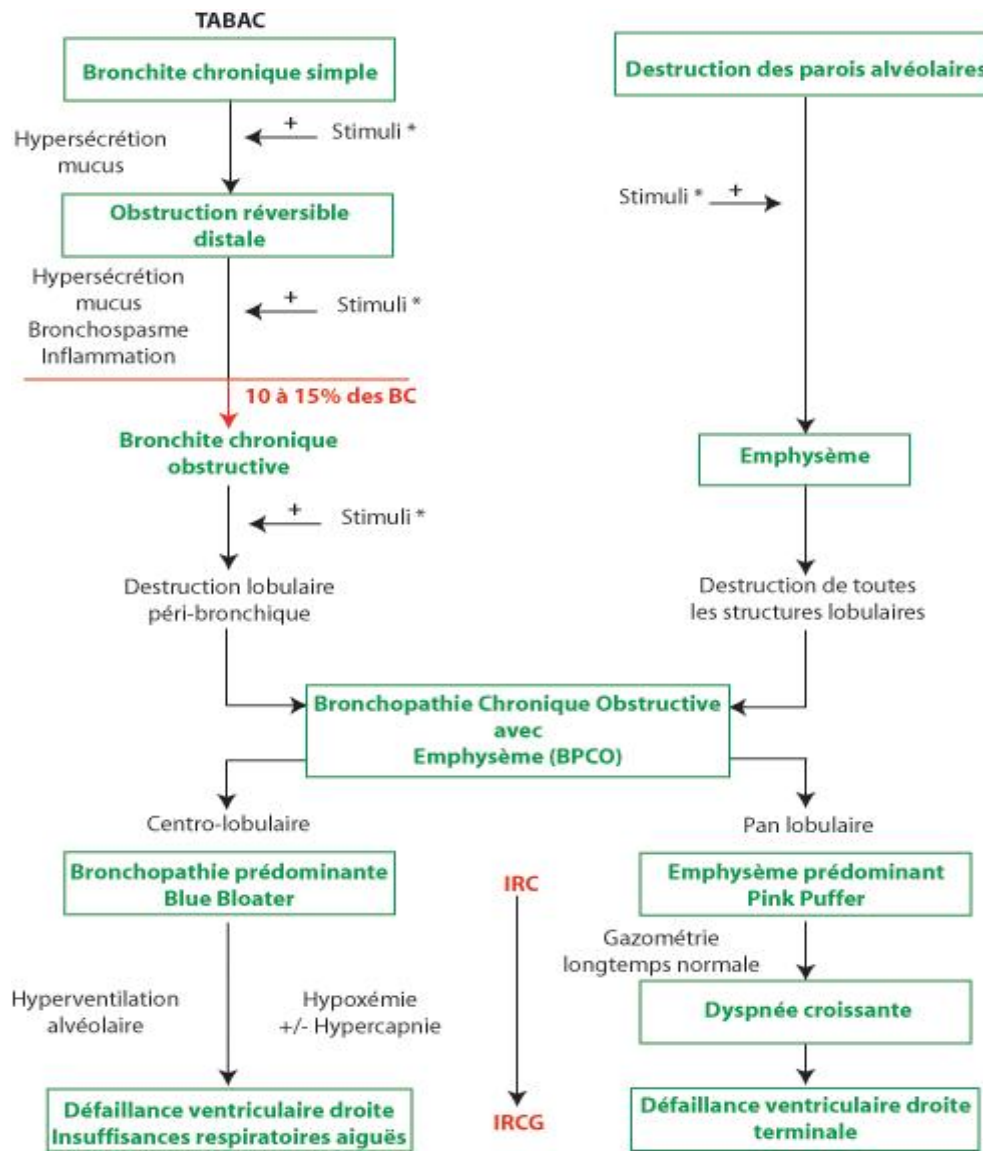 TABAC
Bronchite chronique simple
Destruction des parois alvéolaires
+
Stimuli *
Hypersécrétion
mucus
Stimuli *
+
Obstruction réversible
distale
Hypersécrétion
mucus
Bronchospasme
Inflammation
+
Stimuli *
10 à 15% des BC
Bronchite chronique
obstructive
Emphysème
+
Stimuli *
Destruction lobulaire
péri-bronchique
Destruction de toutes
les structures lobulaires
Bronchopathie Chronique Obstructive
avec
Emphysème (BPCO)
Centro-lobulaire
Pan lobulaire
Bronchopathie prédominante
Blue Bloater
IRC
Emphysème prédominant
Pink Puffer
Gazométrie
longtemps normale
Hyperventilation
alvéolaire
Hypoxémie
+/- Hypercapnie
Dyspnée croissante
Défaillance ventriculaire droite
Insuffisances respiratoires aiguës
IRCG
Défaillance ventriculaire droite
terminale